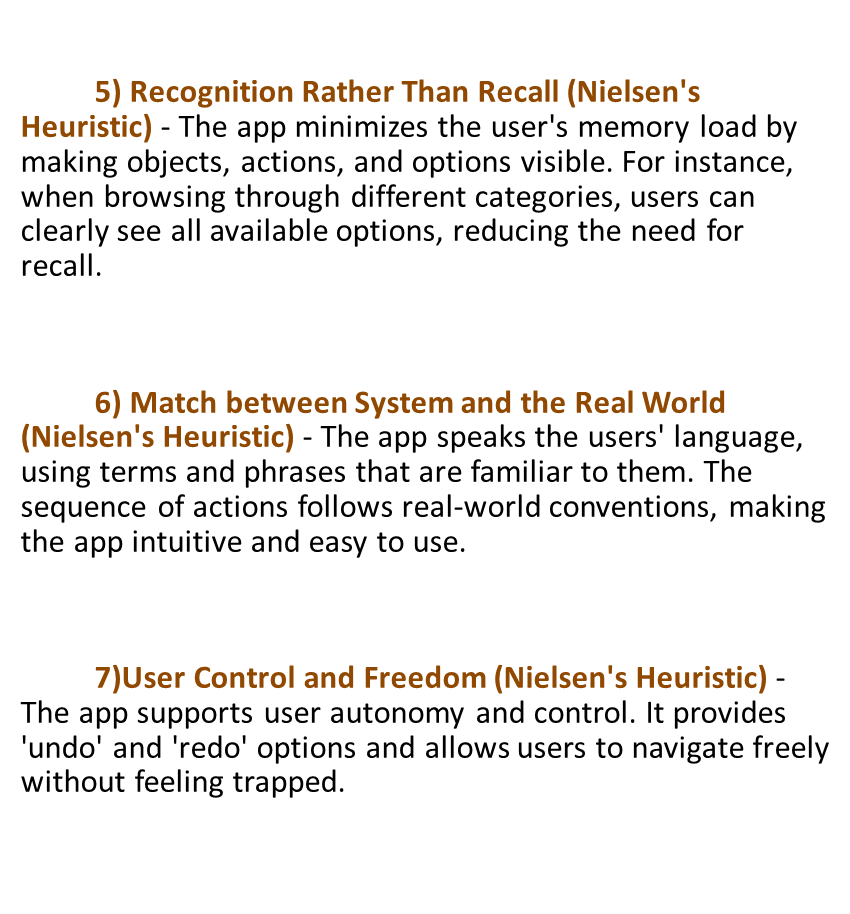 5) Recognition Rather Than Recall (Nielsen's
Heuristic) - The app minimizes the user's memory load by
making objects, actions, and options visible. For instance,
when browsing through different categories, users can
clearly see all available options, reducing the need for
recall.
6) Match between System and the Real World
(Nielsen's Heuristic) - The app speaks the users' language,
using terms and phrases that are familiar to them. The
sequence of actions follows real-world conventions, making
the app intuitive and easy to use.
7)User Control and Freedom (Nielsen's Heuristic) -
The app supports user autonomy and control. It provides
'undo' and 'redo' options and allows users to navigate freely
without feeling trapped.